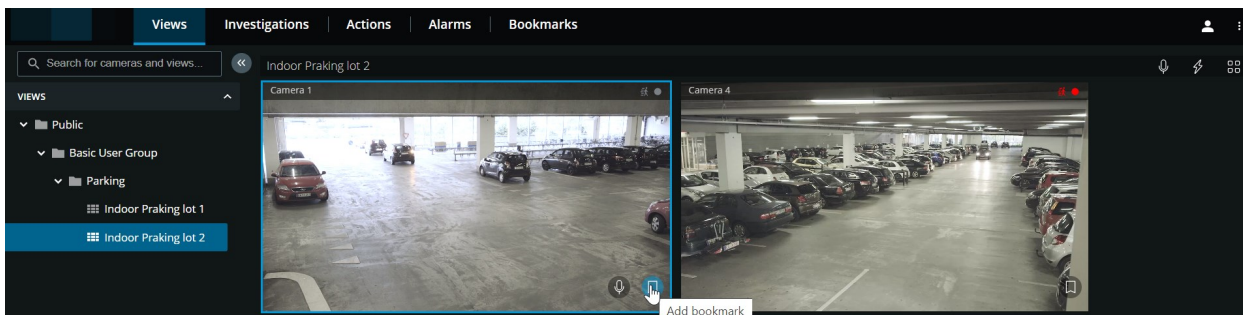 Views Investigations Actions Alarms Bookmarks
Search for cameras and views...
Indoor Praking lot 2
VIEWS
Camera 1
Camera 4
Public
Basic User Group
Parking
Indoor Praking lot 1
Indoor Praking lot 2
Add bookmark